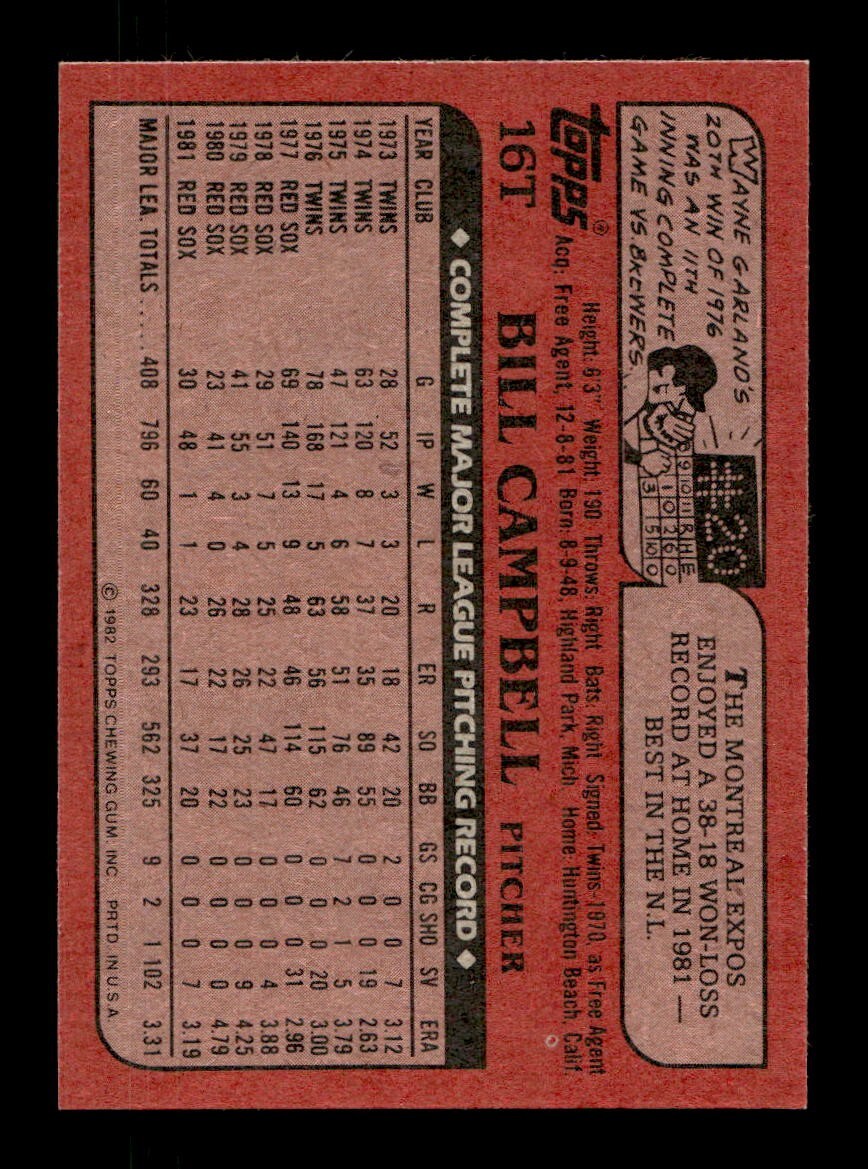 WAYNE GARLAND'S
20TH WIN OF 1976
WAS AN 11TH
INNING COMPLETE
GAME VS. BREWERS.
#20
9 10 11 R H E
1 0 2 6 0
3 5 10 0
THE MONTREAL EXPOS
ENJOYED A 38-18 WON-LOSS
RECORD AT HOME IN 1981 —
BEST IN THE N.L.
topps®
Height: 6'3" Weight: 190 Throws: Right Bats: Right Signed: Twins-1970, as Free Agent
Acq: Free Agent, 12-8-81 Born: 8-9-48, Highland Park, Mich Home: Huntington Beach, Calif
16T BILL CAMPBELL PITCHER
◆ COMPLETE MAJOR LEAGUE PITCHING RECORD ◆
YEAR CLUB G IP W L R ER SO BB GS CG SHO SV ERA
1973 TWINS 28 52 3 3 20 18 42 20 2 0 0 7 3.12
1974 TWINS 63 120 8 7 37 35 89 55 0 0 0 19 2.63
1975 TWINS 47 121 4 6 58 51 76 46 7 2 1 5 3.79
1976 TWINS 78 168 17 5 63 56 115 62 0 0 0 20 3.00
1977 RED SOX 69 140 13 9 48 46 114 60 0 0 0 31 2.96
1978 RED SOX 29 51 7 5 25 22 47 17 0 0 0 4 3.88
1979 RED SOX 41 55 3 4 28 26 25 23 0 0 0 9 4.25
1980 RED SOX 23 41 4 0 26 22 17 22 0 0 0 0 4.79
1981 RED SOX 30 48 1 1 23 17 37 20 0 0 0 7 3.19
MAJOR LEA. TOTALS ..... 408 796 60 40 328 293 562 325 9 2 1 102 3.31
© 1982 TOPPS CHEWING GUM, INC. PRTD. IN U.S.A.